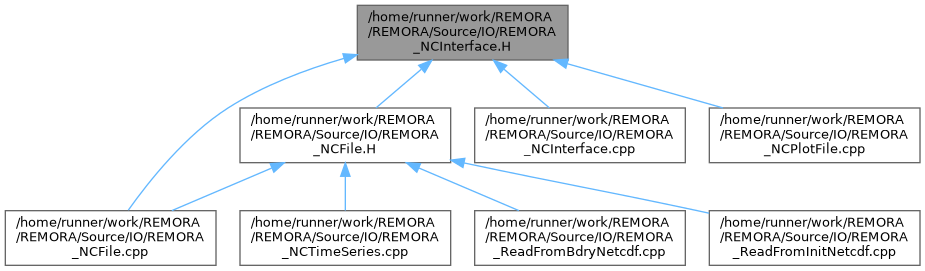 /home/runner/work/REMORA
/REMORA/Source/IO/REMORA
_NCInterface.H
/home/runner/work/REMORA
/REMORA/Source/IO/REMORA
_NCFile.H
/home/runner/work/REMORA
/REMORA/Source/IO/REMORA
_NCInterface.cpp
/home/runner/work/REMORA
/REMORA/Source/IO/REMORA
_NCPlotFile.cpp
/home/runner/work/REMORA
/REMORA/Source/IO/REMORA
_NCFile.cpp
/home/runner/work/REMORA
/REMORA/Source/IO/REMORA
_NCTimeSeries.cpp
/home/runner/work/REMORA
/REMORA/Source/IO/REMORA
_ReadFromBdryNetcdf.cpp
/home/runner/work/REMORA
/REMORA/Source/IO/REMORA
_ReadFromInitNetcdf.cpp